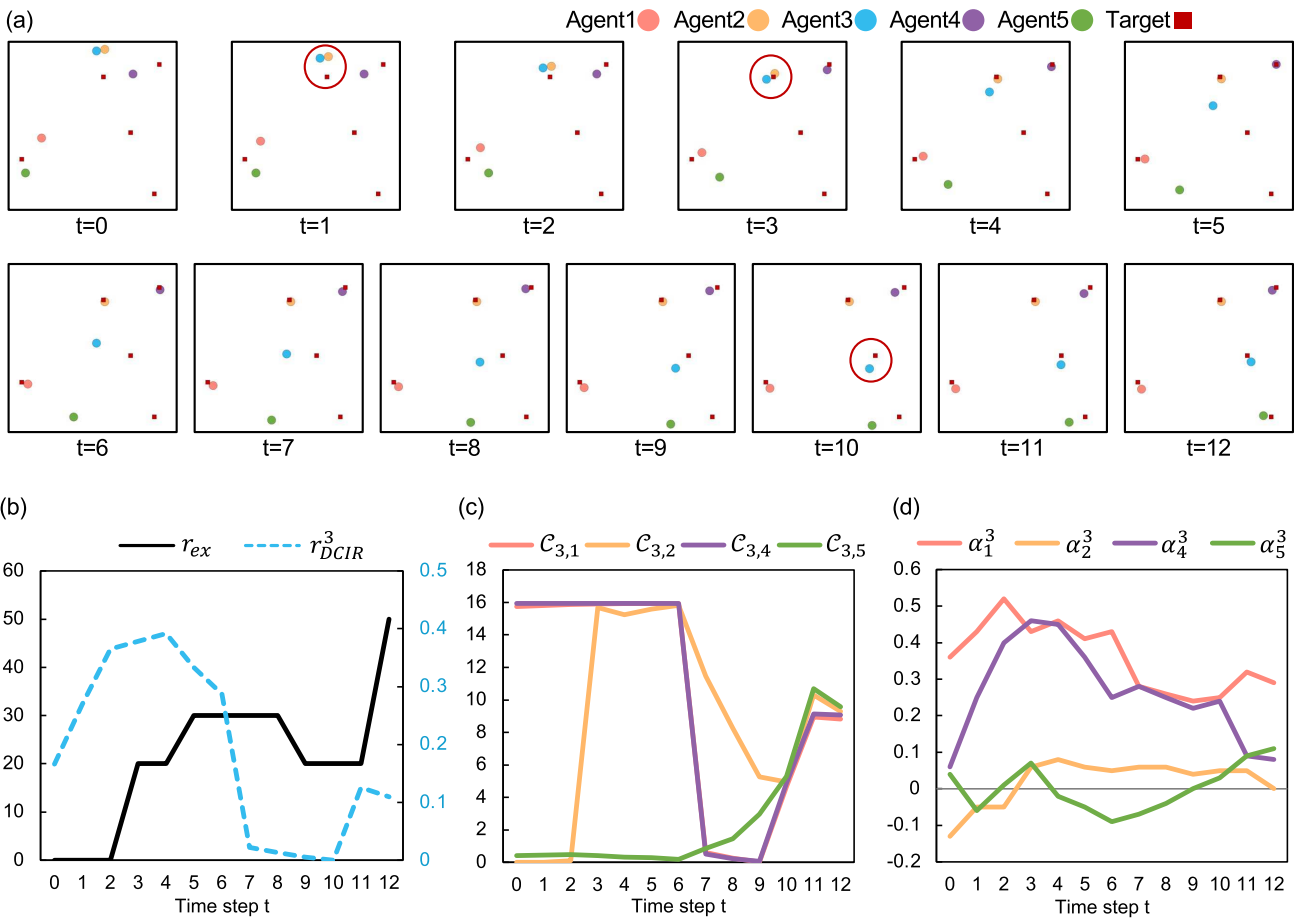 (a) Agent1 Agent2 Agent3 Agent4 Agent5 Target
t=0 t=1 t=2 t=3 t=4 t=5
t=6 t=7 t=8 t=9 t=10 t=11 t=12
(b)
r_ex r^3_DCIR
60 0.5
50
0.4
40
0.3
30
0.2
20
0.1
10
0 0
0 1 2 3 4 5 6 7 8 9 10 11 12
Time step t
(c)
𝒞_3,1 𝒞_3,2 𝒞_3,4 𝒞_3,5
18
16
14
12
10
8
6
4
2
0
0 1 2 3 4 5 6 7 8 9 10 11 12
Time step t
(d)
α^3_1 α^3_2 α^3_4 α^3_5
0.6
0.5
0.4
0.3
0.2
0.1
0
-0.1
-0.2
0 1 2 3 4 5 6 7 8 9 10 11 12
Time step t